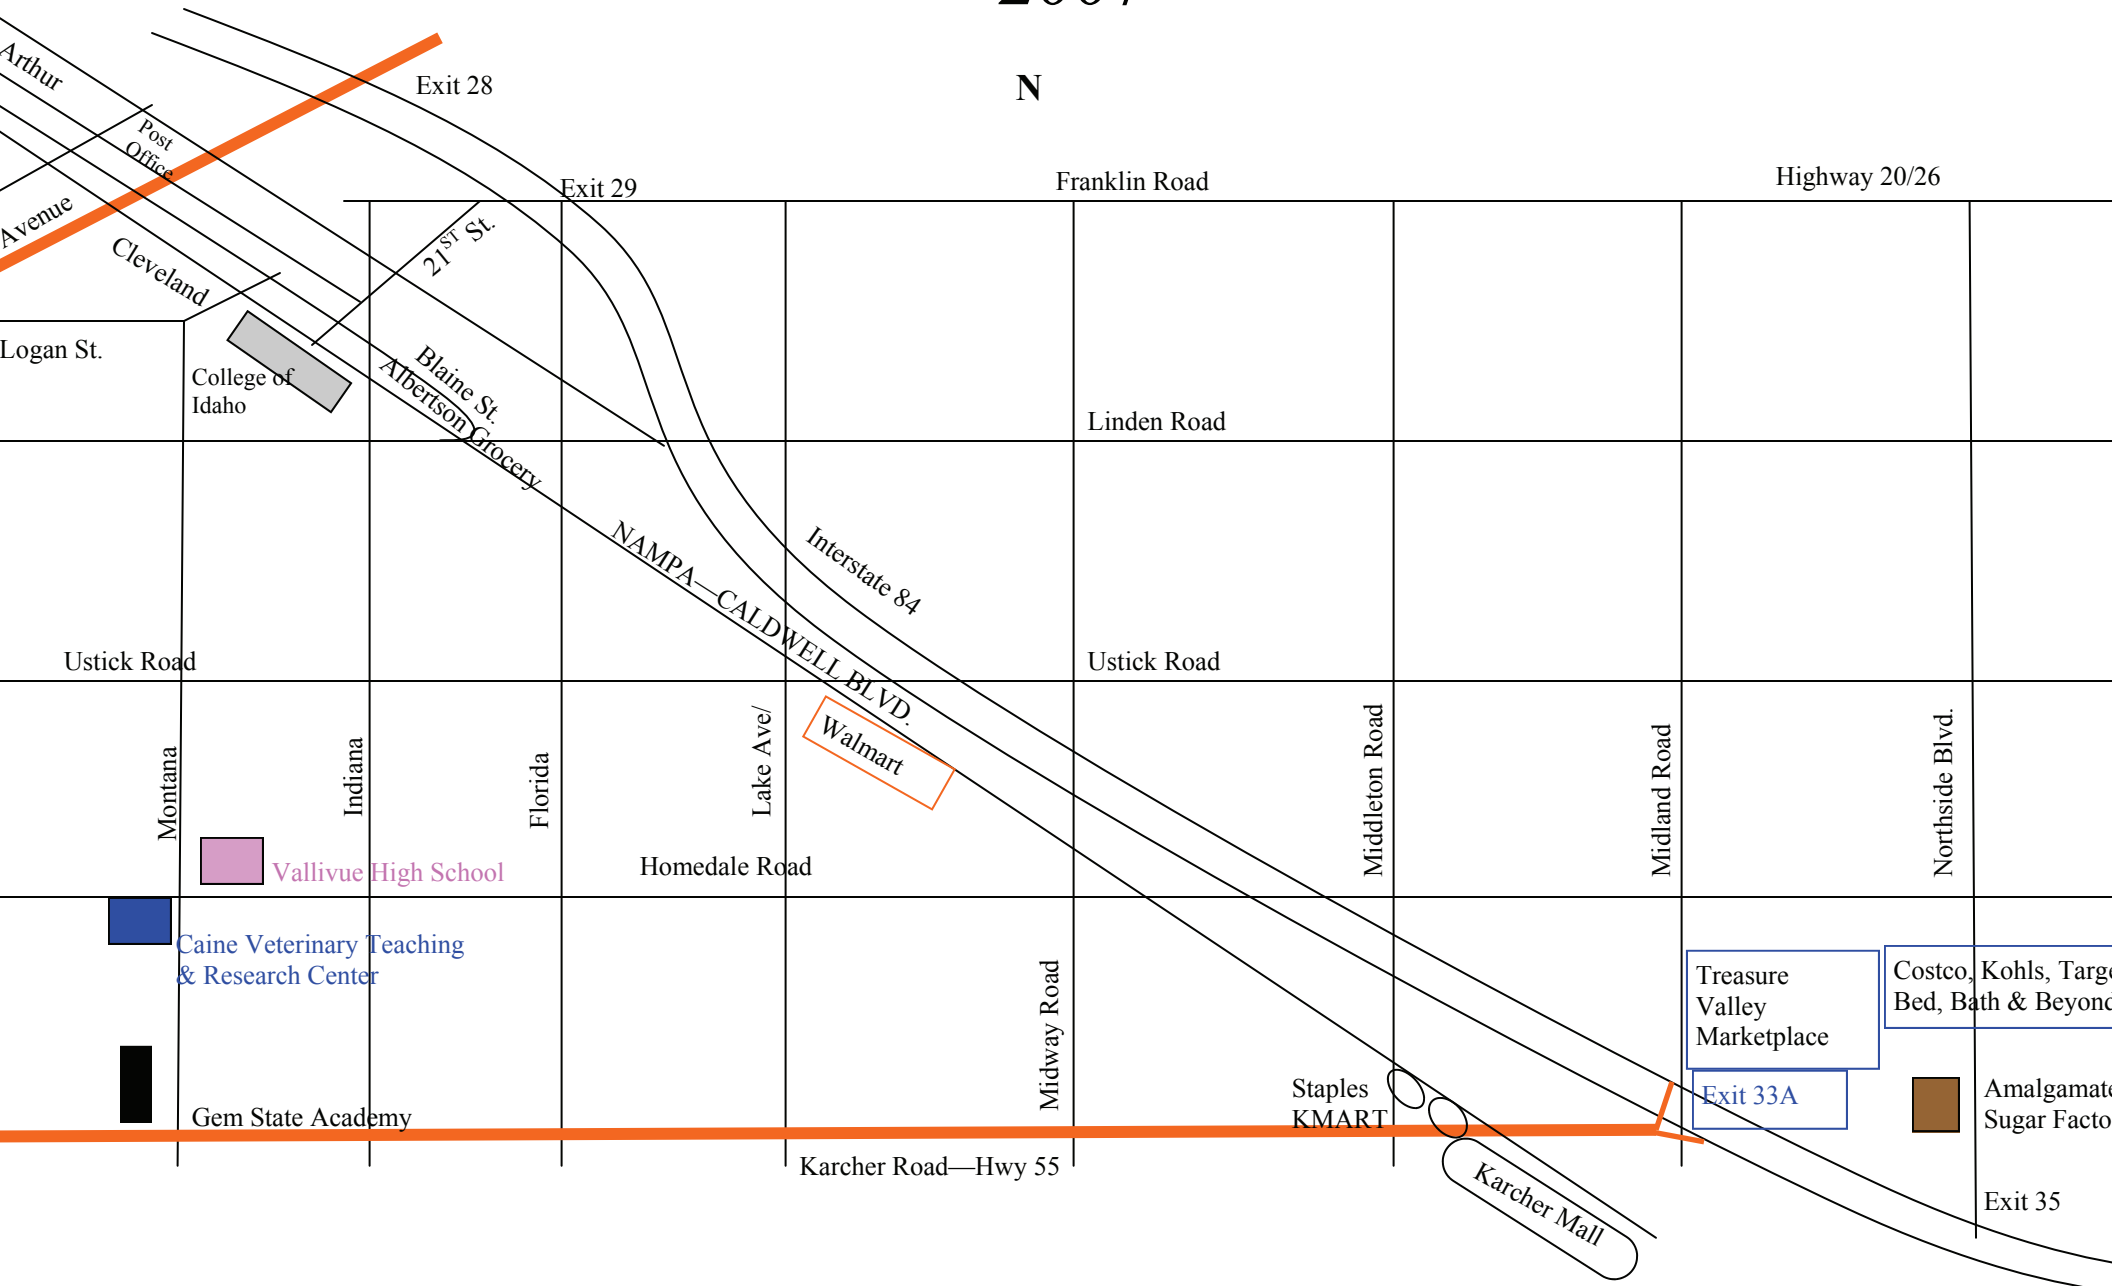 N
Arthur
Exit 28
Post
Office
Exit 29
Franklin Road
Highway 20/26
Avenue
21ST St.
Cleveland
Logan St.
College of
Idaho
Blaine St.
Albertson Grocery
Linden Road
NAMPA—CALDWELL BLVD.
Interstate 84
Ustick Road
Ustick Road
Walmart
Montana
Indiana
Florida
Lake Ave/
Middleton Road
Midland Road
Northside Blvd.
Vallivue High School
Homedale Road
Caine Veterinary Teaching
& Research Center
Midway Road
Treasure
Valley
Marketplace
Costco, Kohls, Targe
Bed, Bath & Beyond
Exit 33A
Staples
KMART
Amalgamate
Sugar Facto
Gem State Academy
Karcher Road—Hwy 55
Karcher Mall
Exit 35